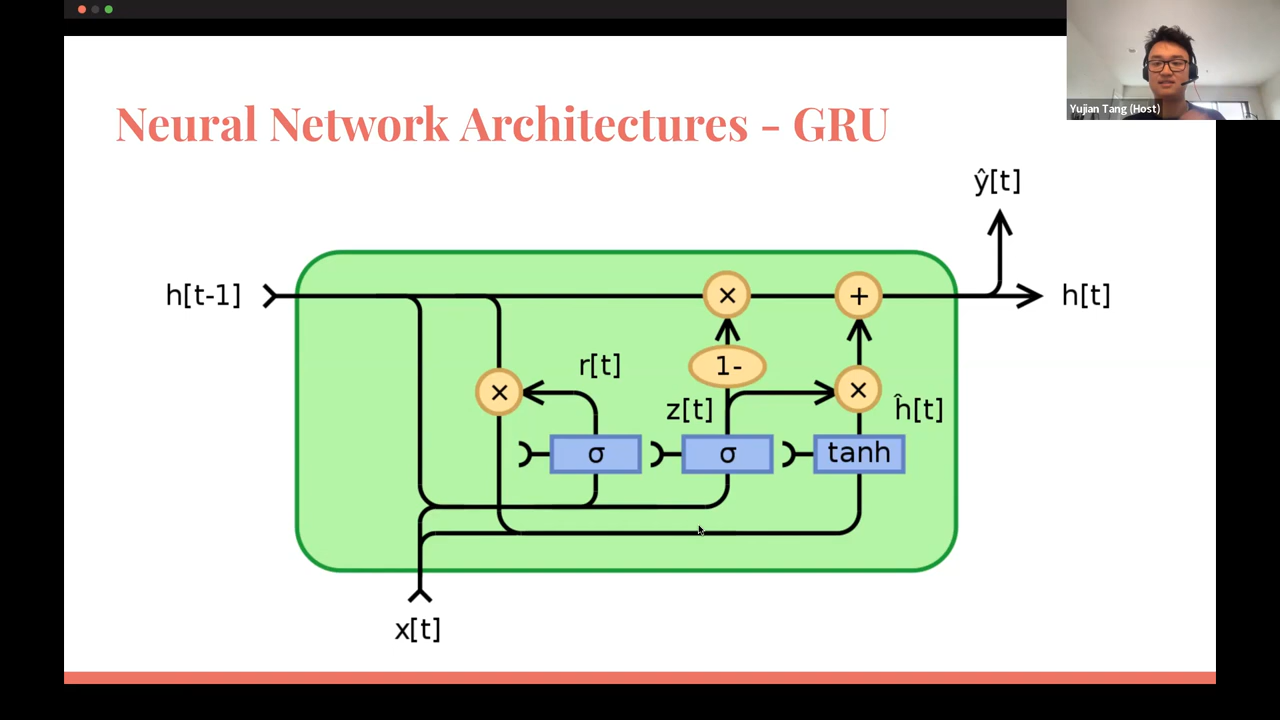 Yujian Tang (Host)
Neural Network Architectures - GRU
ŷ[t]
h[t-1]
×
+
h[t]
1-
r[t]
×
z[t]
×
ĥ[t]
σ
σ
tanh
x[t]